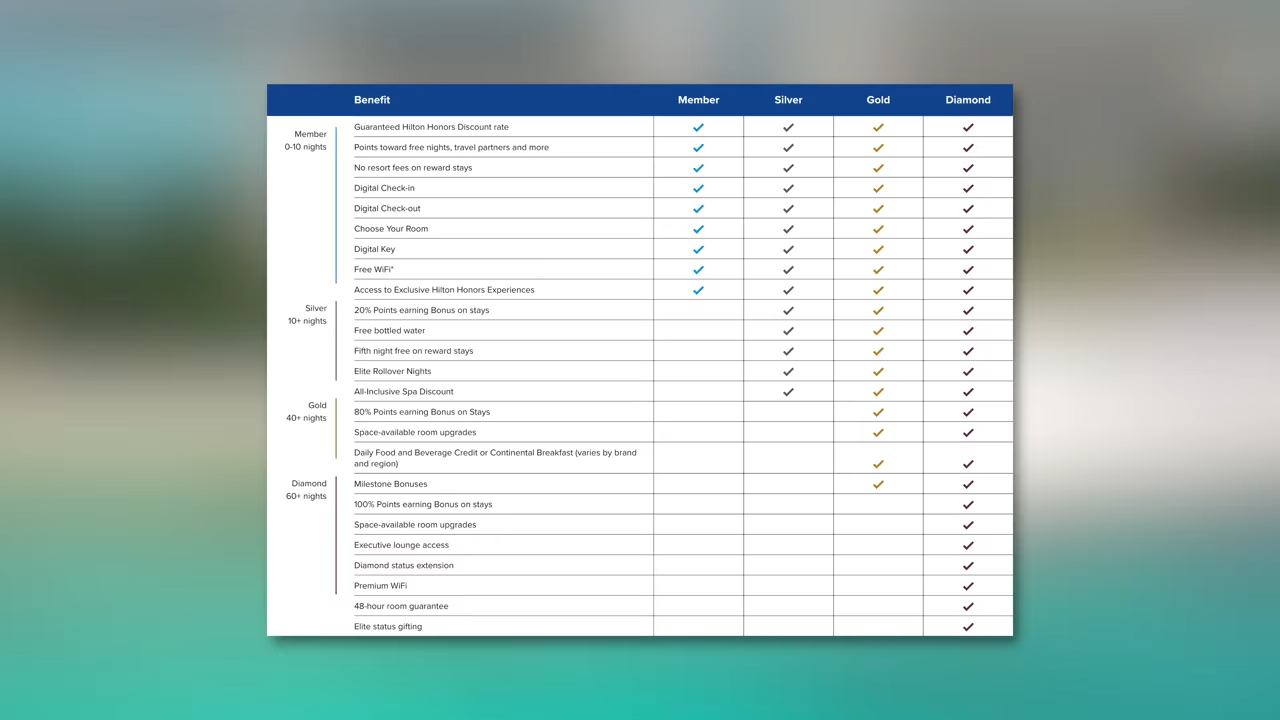 Benefit Member Silver Gold Diamond
Member
0-10 nights
Guaranteed Hilton Honors Discount rate
Points toward free nights, travel partners and more
No resort fees on reward stays
Digital Check-in
Digital Check-out
Choose Your Room
Digital Key
Free WiFi*
Access to Exclusive Hilton Honors Experiences
Silver
10+ nights
20% Points earning Bonus on stays
Free bottled water
Fifth night free on reward stays
Elite Rollover Nights
All-Inclusive Spa Discount
Gold
40+ nights
80% Points earning Bonus on Stays
Space-available room upgrades
Daily Food and Beverage Credit or Continental Breakfast (varies by brand
and region)
Diamond
60+ nights
Milestone Bonuses
100% Points earning Bonus on stays
Space-available room upgrades
Executive lounge access
Diamond status extension
Premium WiFi
48-hour room guarantee
Elite status gifting